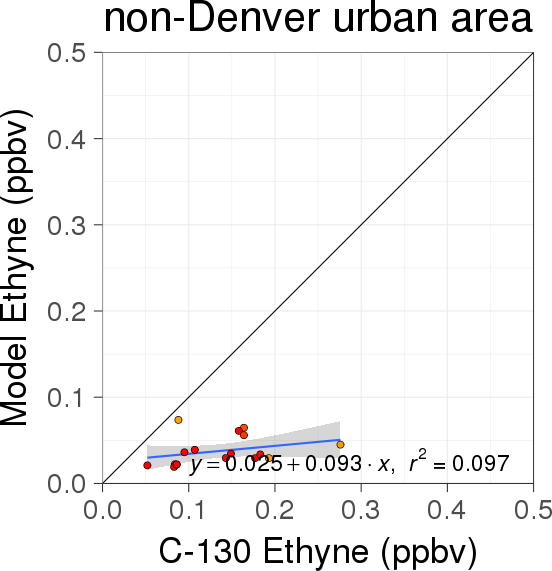 non-Denver urban area
0.5
0.4
0.3
0.2
0.1
0.0
Model Ethyne (ppbv)
y = 0.025 + 0.093 · x, r² = 0.097
0.0 0.1 0.2 0.3 0.4 0.5
C-130 Ethyne (ppbv)